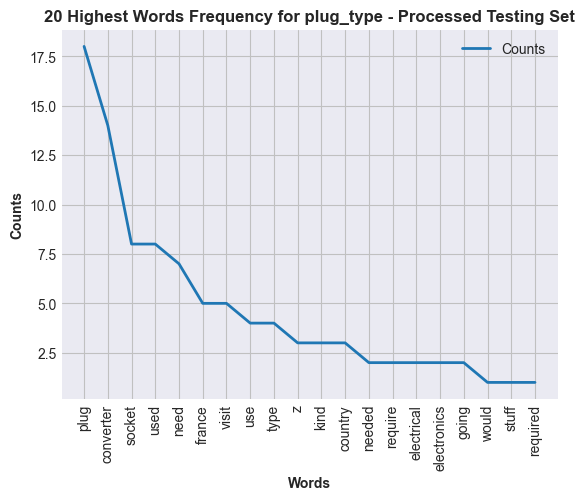 20 Highest Words Frequency for plug_type - Processed Testing Set
Counts
17.5
15.0
12.5
10.0
7.5
5.0
2.5
Counts
plug
converter
socket
used
need
france
visit
use
type
z
kind
country
needed
require
electrical
electronics
going
would
stuff
required
Words